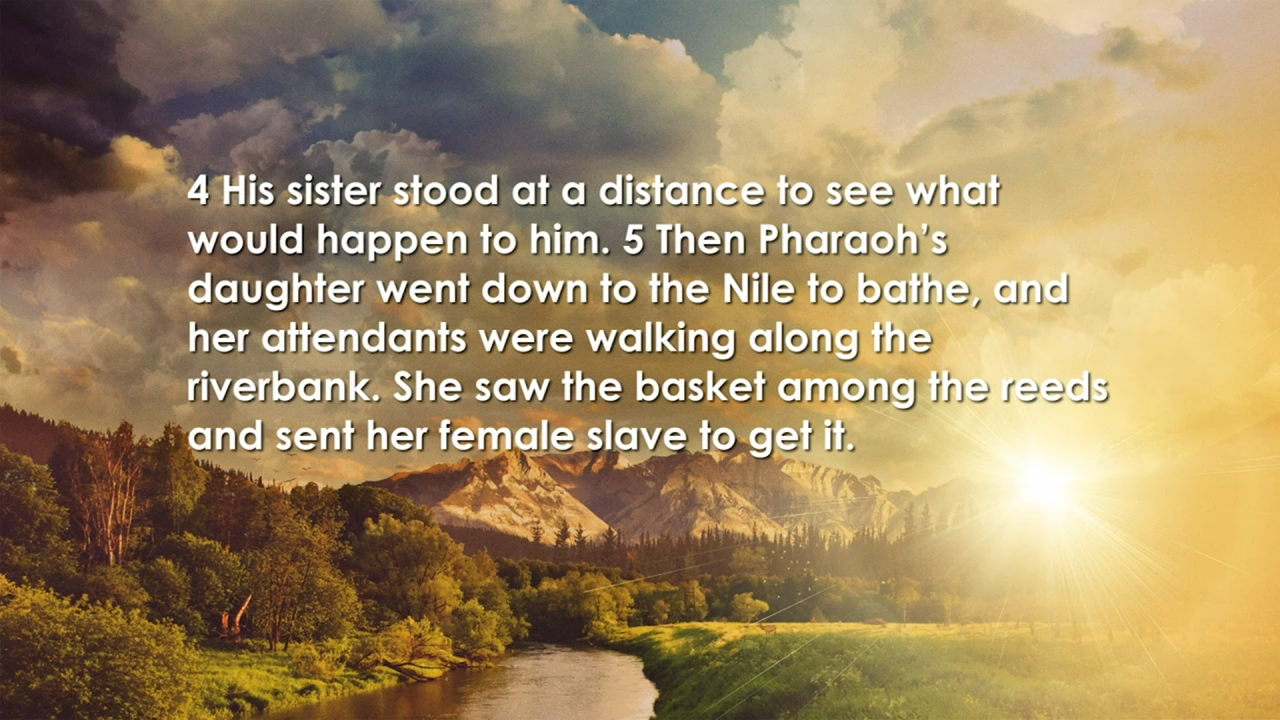 4 His sister stood at a distance to see what
would happen to him. 5 Then Pharaoh’s
daughter went down to the Nile to bathe, and
her attendants were walking along the
riverbank. She saw the basket among the reeds
and sent her female slave to get it.